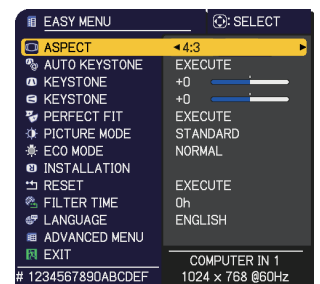 EASY MENU : SELECT
ASPECT 4:3
AUTO KEYSTONE EXECUTE
KEYSTONE +0
KEYSTONE +0
PERFECT FIT EXECUTE
PICTURE MODE STANDARD
ECO MODE NORMAL
INSTALLATION
RESET EXECUTE
FILTER TIME 0h
LANGUAGE ENGLISH
ADVANCED MENU
EXIT
COMPUTER IN 1
# 1234567890ABCDEF 1024 x 768 @60Hz